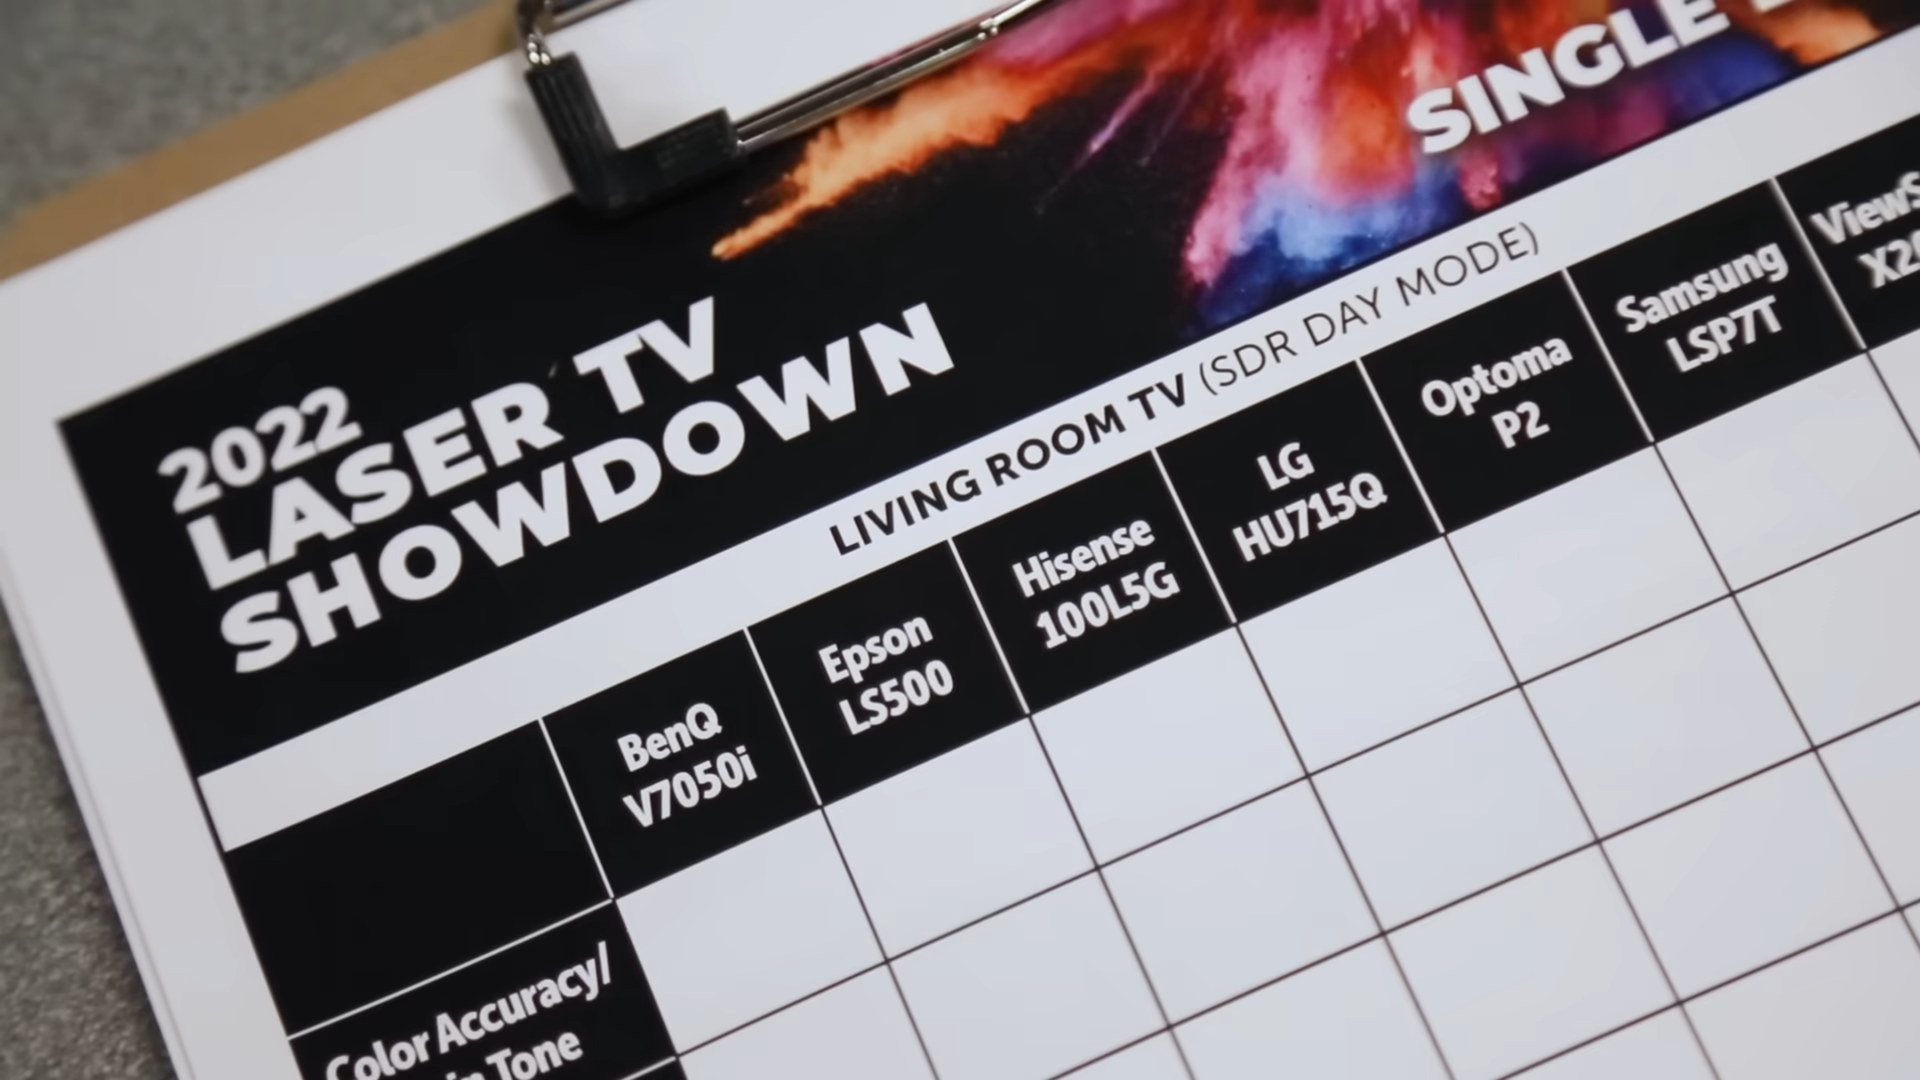 SINGLE
2022
LASER TV
SHOWDOWN
LIVING ROOM TV (SDR DAY MODE)
BenQ
V7050i
Epson
LS500
Hisense
100L5G
LG
HU715Q
Optoma
P2
Samsung
LSP7T
Color Accuracy/
Tone